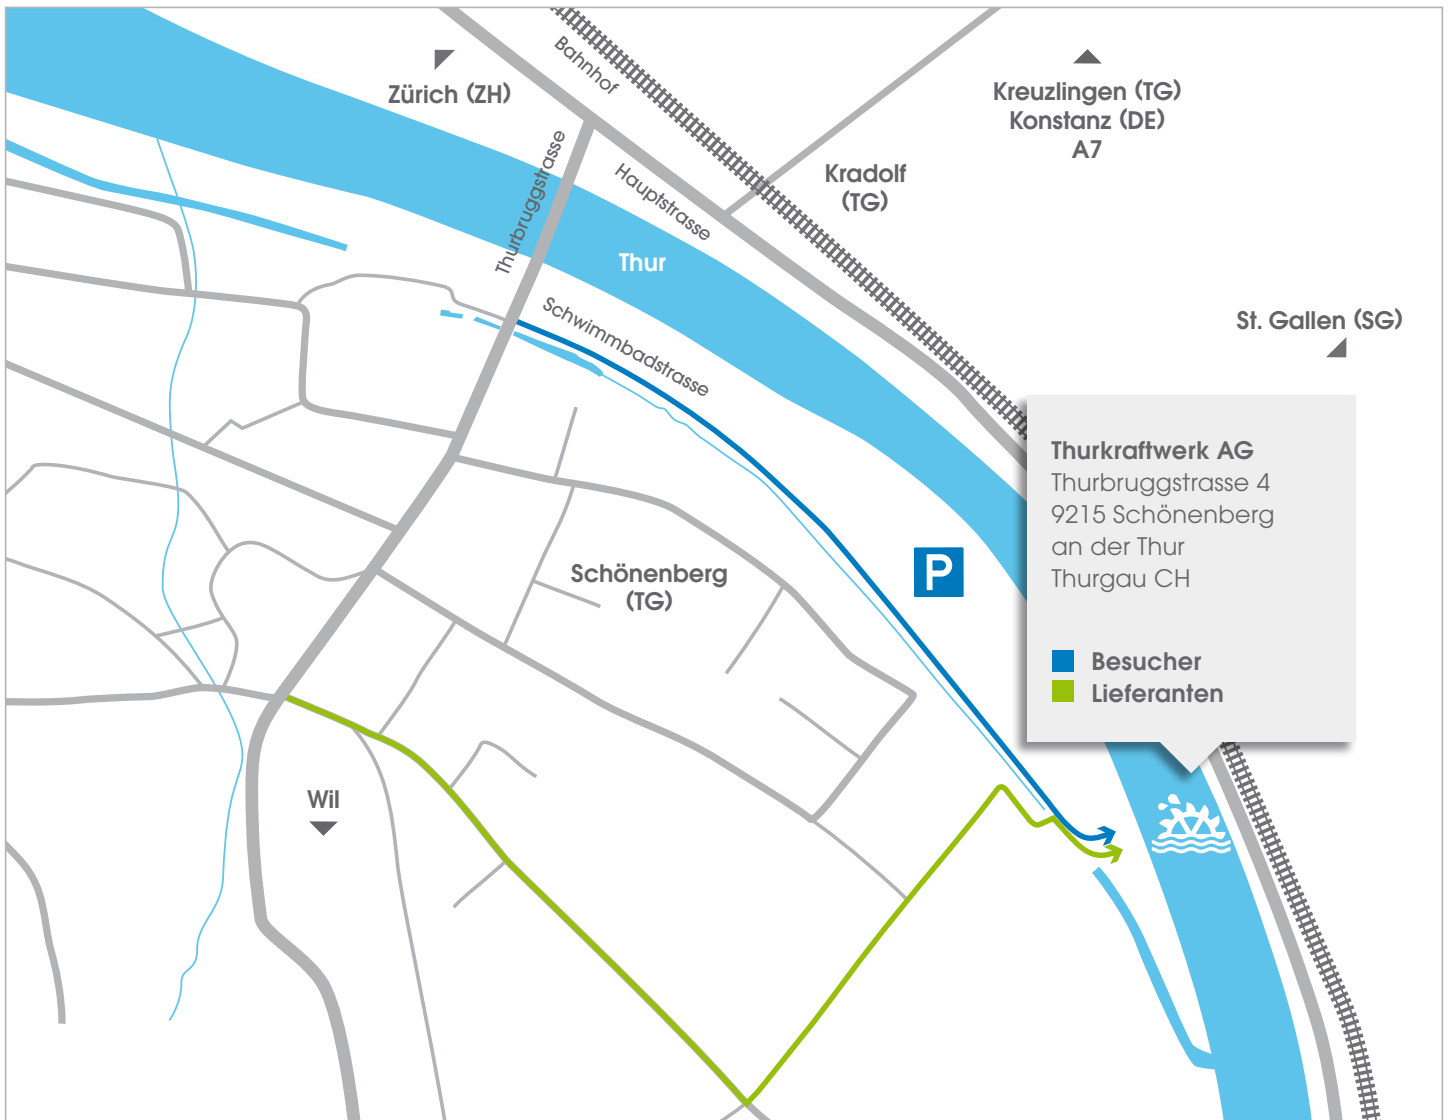 Bahnhof
Zürich (ZH)
Kreuzlingen (TG)
Konstanz (DE)
A7
Thurbruggstrasse
Hauptstrasse
Kradolf
(TG)
Thur
Schwimmbadstrasse
St. Gallen (SG)
Thurkraftwerk AG
Thurbruggstrasse 4
9215 Schönenberg
an der Thur
Thurgau CH
P
Schönenberg
(TG)
Besucher
Lieferanten
Wil